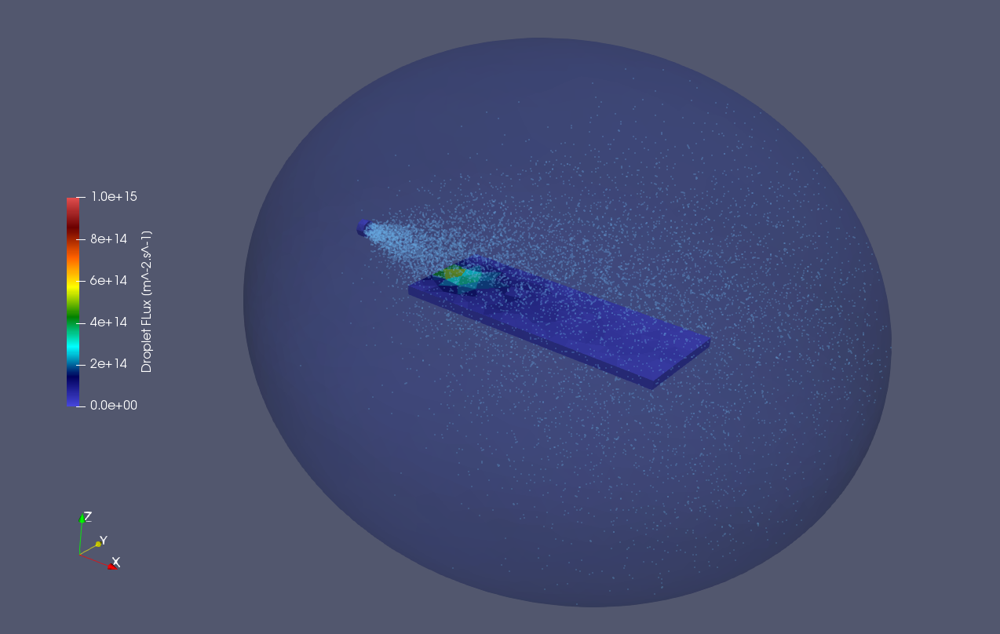 1.0e+15
8e+14
6e+14
4e+14
2e+14
0.0e+00
Droplet FLux (m^-2.s^-1)
Z
Y
X